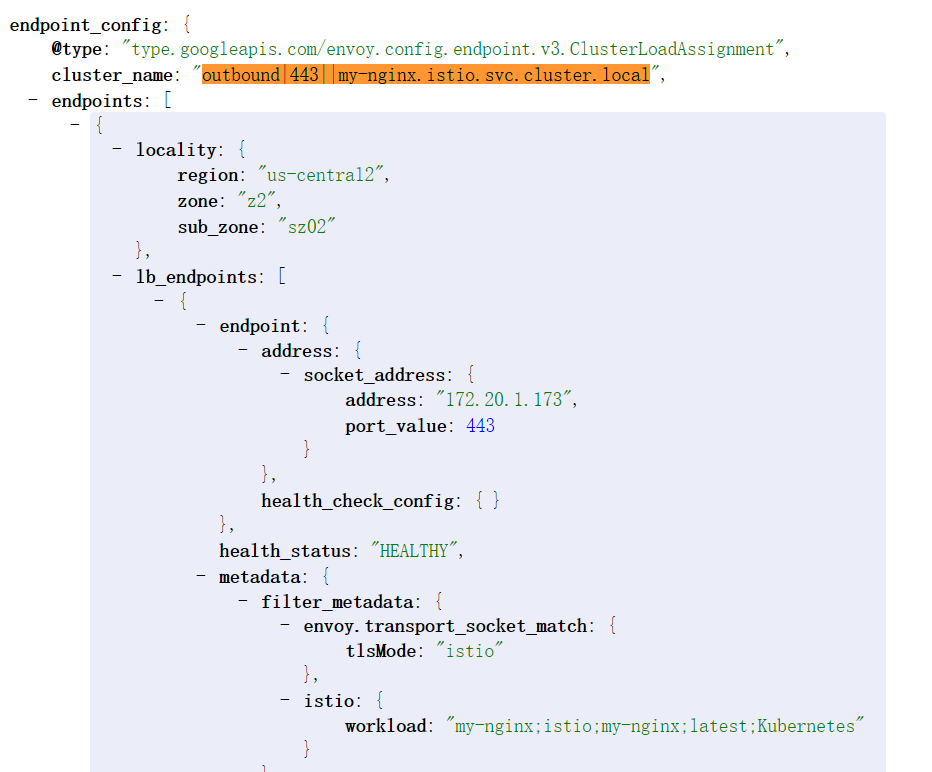 endpoint_config: {
@type: "type.googleapis.com/envoy.config.endpoint.v3.ClusterLoadAssignment",
cluster_name: "outbound|443||my-nginx.istio.svc.cluster.local",
- endpoints: [
- {
- locality: {
region: "us-central2",
zone: "z2",
sub_zone: "sz02"
},
- lb_endpoints: [
- {
- endpoint: {
- address: {
- socket_address: {
address: "172.20.1.173",
port_value: 443
}
},
health_check_config: { }
},
health_status: "HEALTHY",
- metadata: {
- filter_metadata: {
- envoy.transport_socket_match: {
tlsMode: "istio"
},
- istio: {
workload: "my-nginx;istio;my-nginx;latest;Kubernetes"
}
}